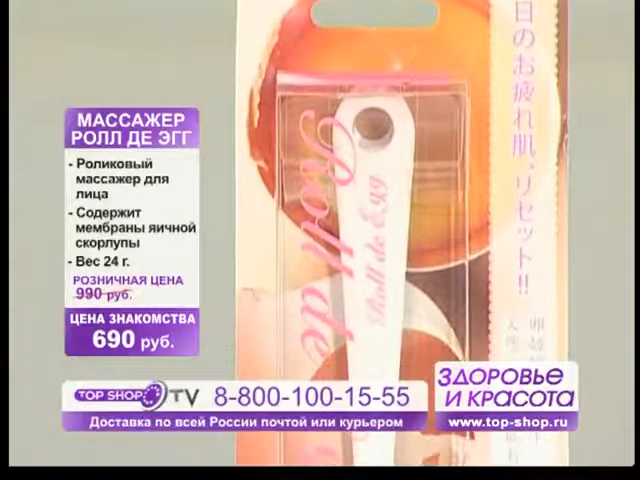 МАССАЖЕР
РОЛЛ ДЕ ЭГГ
- Роликовый
массажер для
лица
- Содержит
мембраны яичной
скорлупы
- Вес 24 г.
РОЗНИЧНАЯ ЦЕНА
990 руб.
ЦЕНА ЗНАКОМСТВА
690 руб.
Roll de
Roll de Egg
日のお疲れ肌、リセット!!
TOP SHOP TV 8-800-100-15-55
Доставка по всей России почтой или курьером
ЗДОРОВЬЕ
И КРАСОТА
www.top-shop.ru